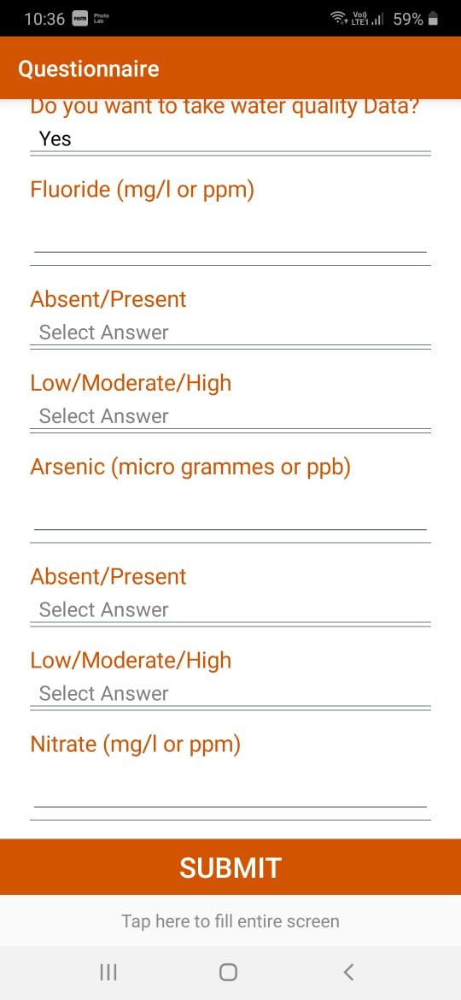 10:36 Paytm Photo Lab Vo)) LTE1 59%
Questionnaire
Do you want to take water quality Data?
Yes
Fluoride (mg/l or ppm)
Absent/Present
Select Answer
Low/Moderate/High
Select Answer
Arsenic (micro grammes or ppb)
Absent/Present
Select Answer
Low/Moderate/High
Select Answer
Nitrate (mg/l or ppm)
SUBMIT
Tap here to fill entire screen